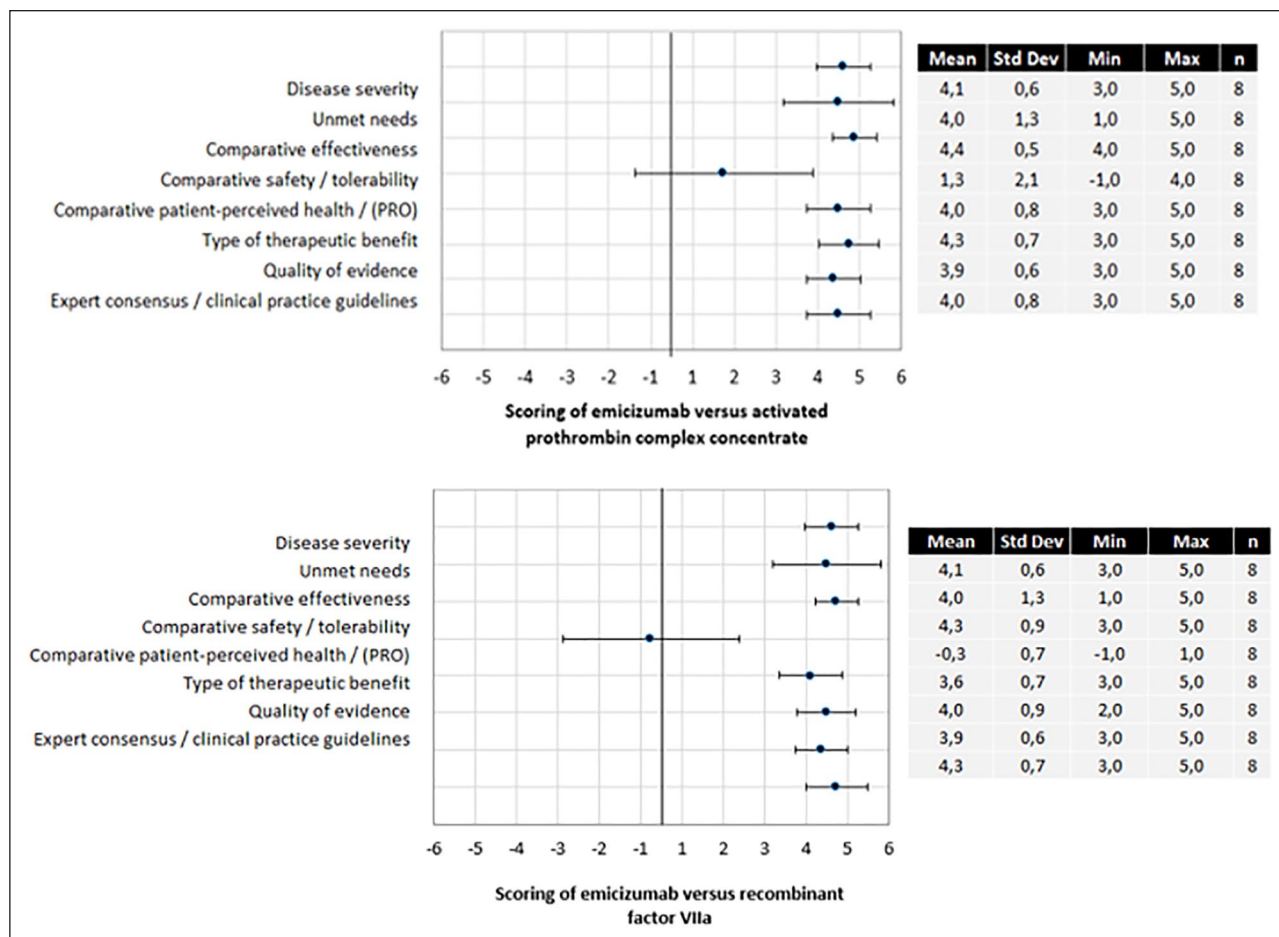 Mean Std Dev Min Max n
Disease severity 4,1 0,6 3,0 5,0 8
Unmet needs 4,0 1,3 1,0 5,0 8
Comparative effectiveness 4,4 0,5 4,0 5,0 8
Comparative safety / tolerability 1,3 2,1 -1,0 4,0 8
Comparative patient-perceived health / (PRO) 4,0 0,8 3,0 5,0 8
Type of therapeutic benefit 4,3 0,7 3,0 5,0 8
Quality of evidence 3,9 0,6 3,0 5,0 8
Expert consensus / clinical practice guidelines 4,0 0,8 3,0 5,0 8
-6 -5 -4 -3 -2 -1 1 2 3 4 5 6
Scoring of emicizumab versus activated
prothrombin complex concentrate
Mean Std Dev Min Max n
Disease severity 4,1 0,6 3,0 5,0 8
Unmet needs 4,0 1,3 1,0 5,0 8
Comparative effectiveness 4,3 0,9 3,0 5,0 8
Comparative safety / tolerability -0,3 0,7 -1,0 1,0 8
Comparative patient-perceived health / (PRO) 3,6 0,7 3,0 5,0 8
Type of therapeutic benefit 4,0 0,9 2,0 5,0 8
Quality of evidence 3,9 0,6 3,0 5,0 8
Expert consensus / clinical practice guidelines 4,3 0,7 3,0 5,0 8
-6 -5 -4 -3 -2 -1 1 2 3 4 5 6
Scoring of emicizumab versus recombinant
factor VIIa